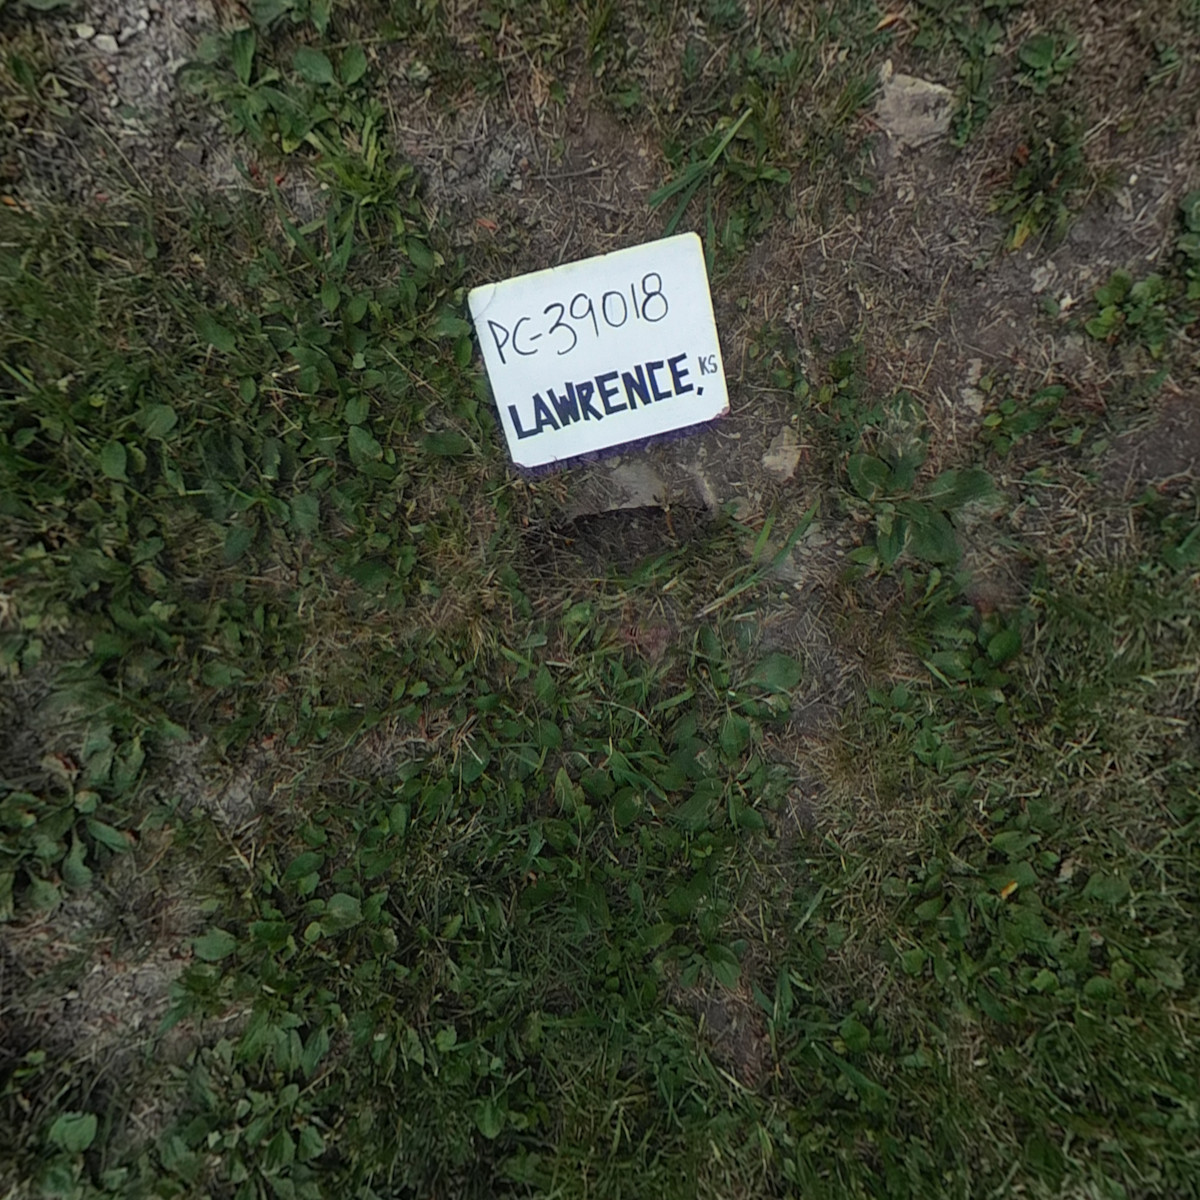 PC-39018
LAWRENCE, KS